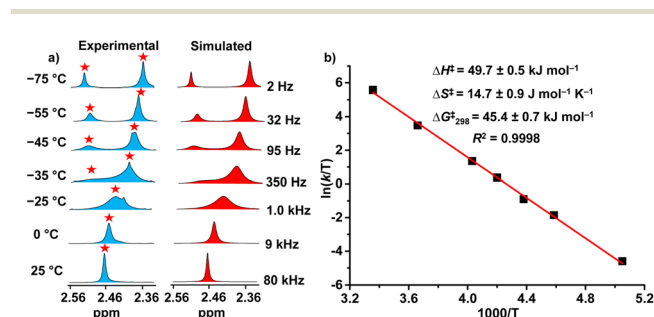 a)
Experimental
Simulated
−75 °C
2 Hz
−55 °C
32 Hz
−45 °C
95 Hz
−35 °C
350 Hz
−25 °C
1.0 kHz
0 °C
9 kHz
25 °C
80 kHz
2.56 2.46 2.36
2.56 2.46 2.36
ppm
ppm
b)
ΔH‡ = 49.7 ± 0.5 kJ mol−1
ΔS‡ = 14.7 ± 0.9 J mol−1 K−1
ΔG‡298 = 45.4 ± 0.7 kJ mol−1
R2 = 0.9998
ln(k/T)
6
4
2
0
-2
-4
-6
3.2 3.6 4.0 4.4 4.8 5.2
1000/T